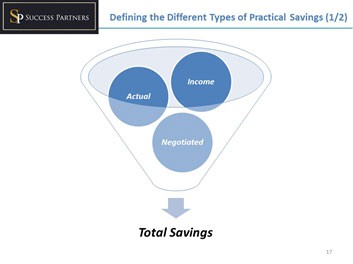 Sp SUCCESS PARTNERS
Defining the Different Types of Practical Savings (1/2)
Income
Actual
Negotiated
Total Savings
17